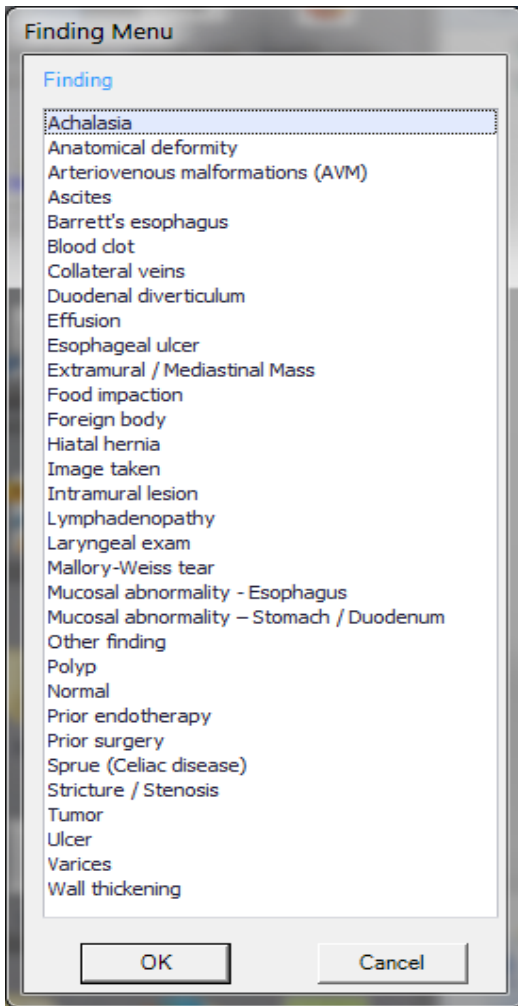 Finding Menu
Finding
Achalasia
Anatomical deformity
Arteriovenous malformations (AVM)
Ascites
Barrett's esophagus
Blood clot
Collateral veins
Duodenal diverticulum
Effusion
Esophageal ulcer
Extramural / Mediastinal Mass
Food impaction
Foreign body
Hiatal hernia
Image taken
Intramural lesion
Lymphadenopathy
Laryngeal exam
Mallory-Weiss tear
Mucosal abnormality - Esophagus
Mucosal abnormality – Stomach / Duodenum
Other finding
Polyp
Normal
Prior endotherapy
Prior surgery
Sprue (Celiac disease)
Stricture / Stenosis
Tumor
Ulcer
Varices
Wall thickening
OK Cancel